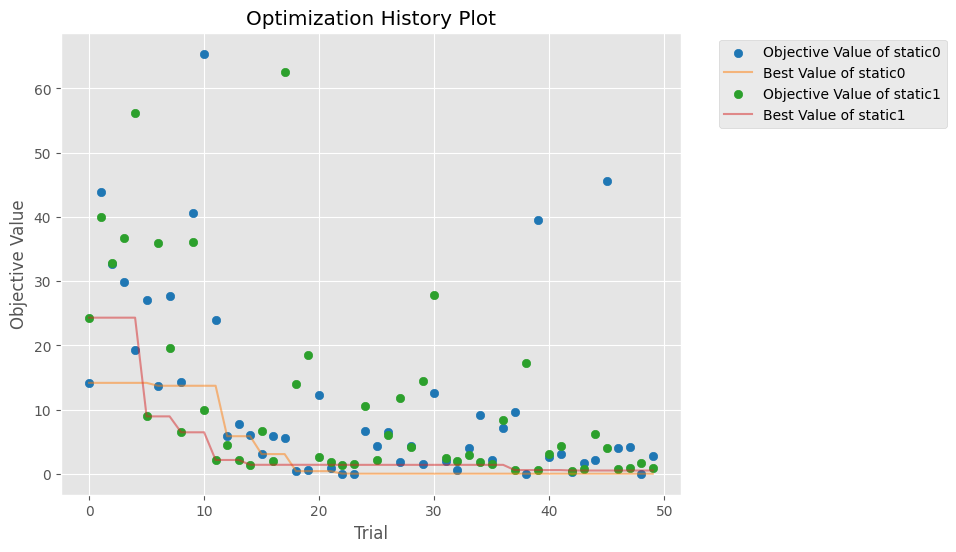 Optimization History Plot
Objective Value of static0
Best Value of static0
Objective Value of static1
Best Value of static1
Objective Value
60
50
40
30
20
10
0
0 10 20 30 40 50
Trial